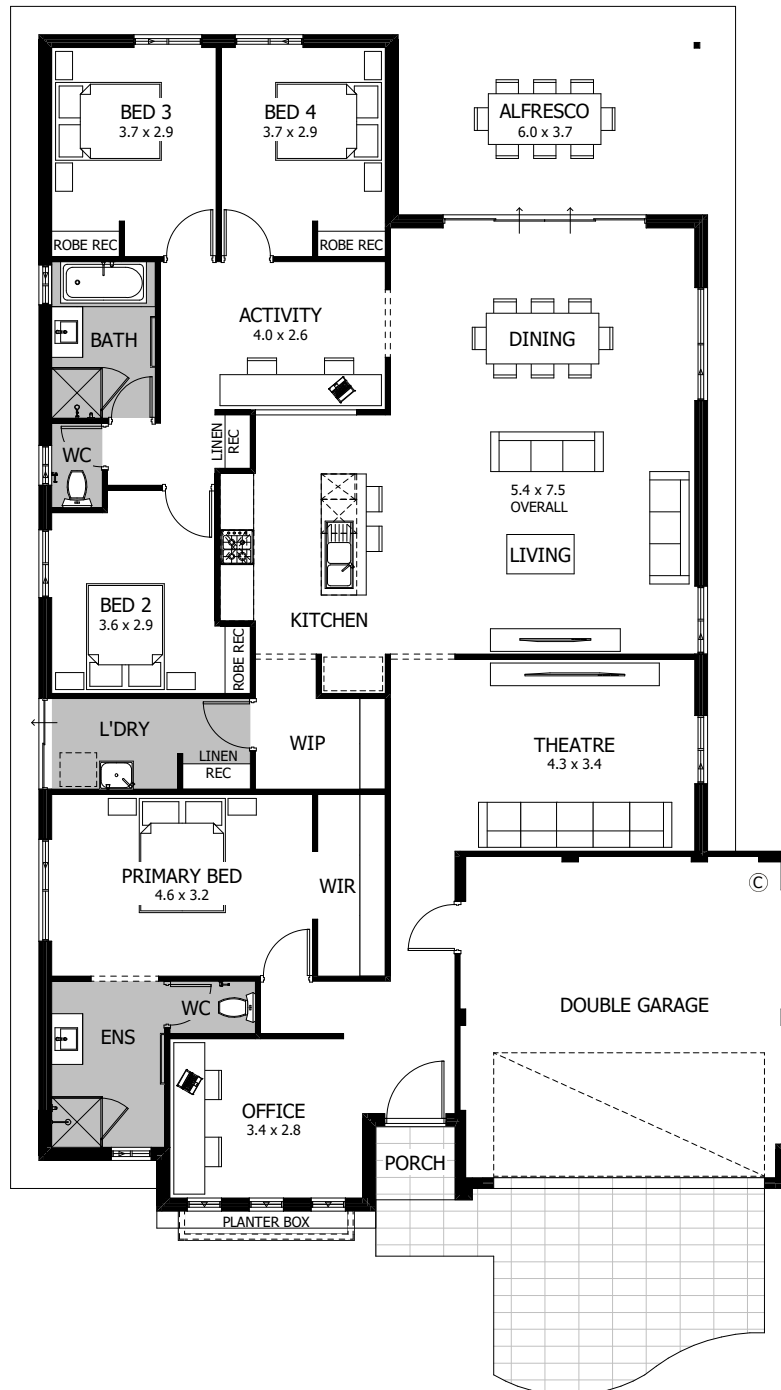 BED 3
3.7 x 2.9
BED 4
3.7 x 2.9
ALFRESCO
6.0 x 3.7
ROBE REC
ROBE REC
ACTIVITY
4.0 x 2.6
BATH
DINING
WC
LINEN
REC
5.4 x 7.5
OVERALL
LIVING
BED 2
3.6 x 2.9
KITCHEN
ROBE REC
L'DRY
WIP
LINEN
REC
THEATRE
4.3 x 3.4
PRIMARY BED
4.6 x 3.2
WIR
C
WC
DOUBLE GARAGE
ENS
OFFICE
3.4 x 2.8
PORCH
PLANTER BOX